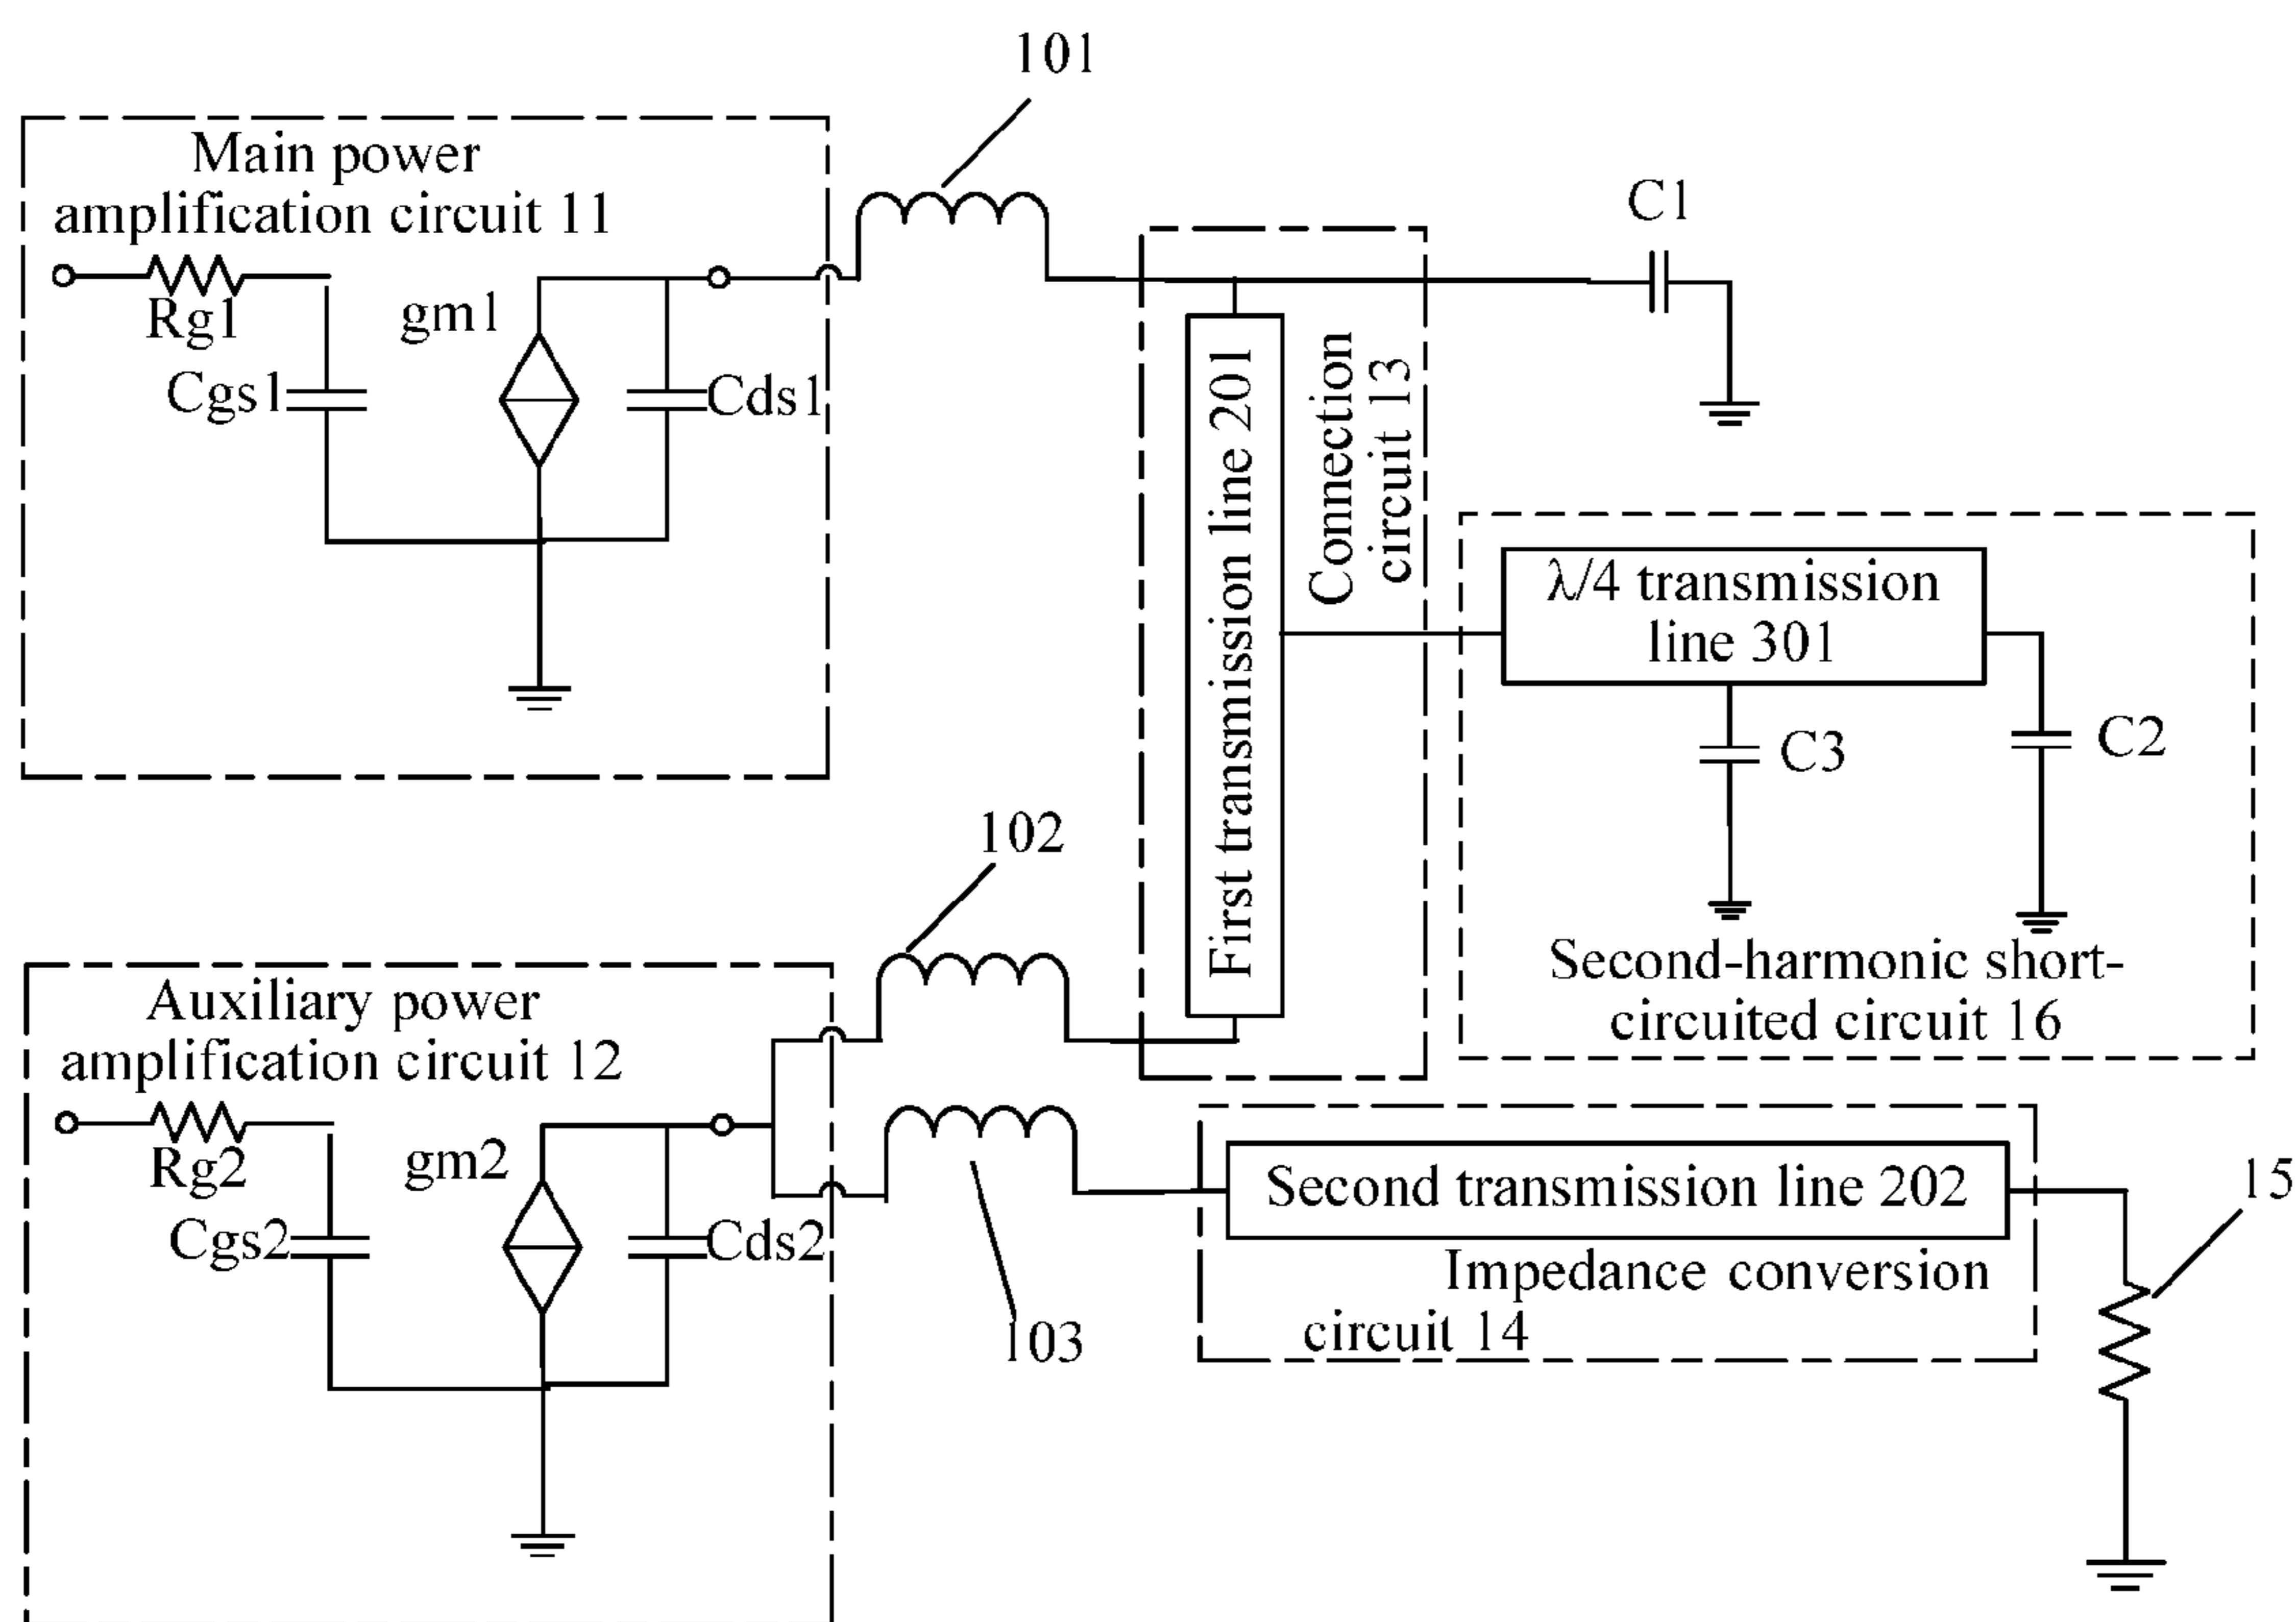 101
Main power
amplification circuit 11
Rg1
Cgs1
gm1
Cds1
C1
First transmission line 201
Connection
circuit 13
λ/4 transmission
line 301
C3
C2
Second-harmonic short-
circuited circuit 16
102
Auxiliary power
amplification circuit 12
Rg2
Cgs2
gm2
Cds2
103
Second transmission line 202
Impedance conversion
circuit 14
15